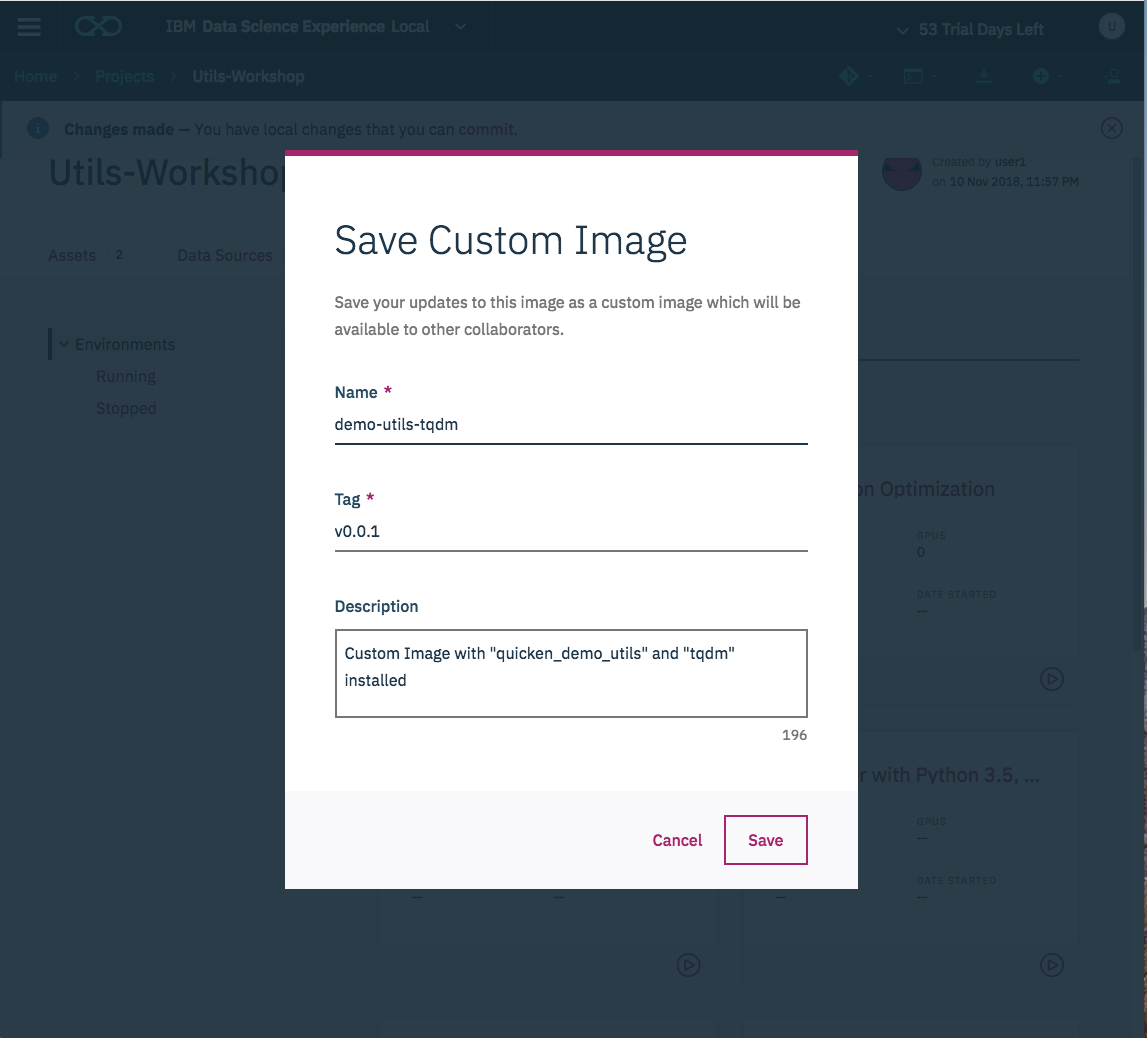 IBM Data Science Experience Local
53 Trial Days Left
U
Home > Projects > Utils-Workshop
Changes made — You have local changes that you can commit.
Utils-Workshop
Created by user1
on 10 Nov 2018, 11:57 PM
Assets 2 Data Sources
Environments
Running
Stopped
Save Custom Image
Save your updates to this image as a custom image which will be
available to other collaborators.
Name *
demo-utils-tqdm
Tag *
v0.0.1
Description
Custom Image with "quicken_demo_utils" and "tqdm"
installed
196
Cancel Save
on Optimization
GPUS
0
DATE STARTED
—
r with Python 3.5, ...
GPUS
—
DATE STARTED
— — — —